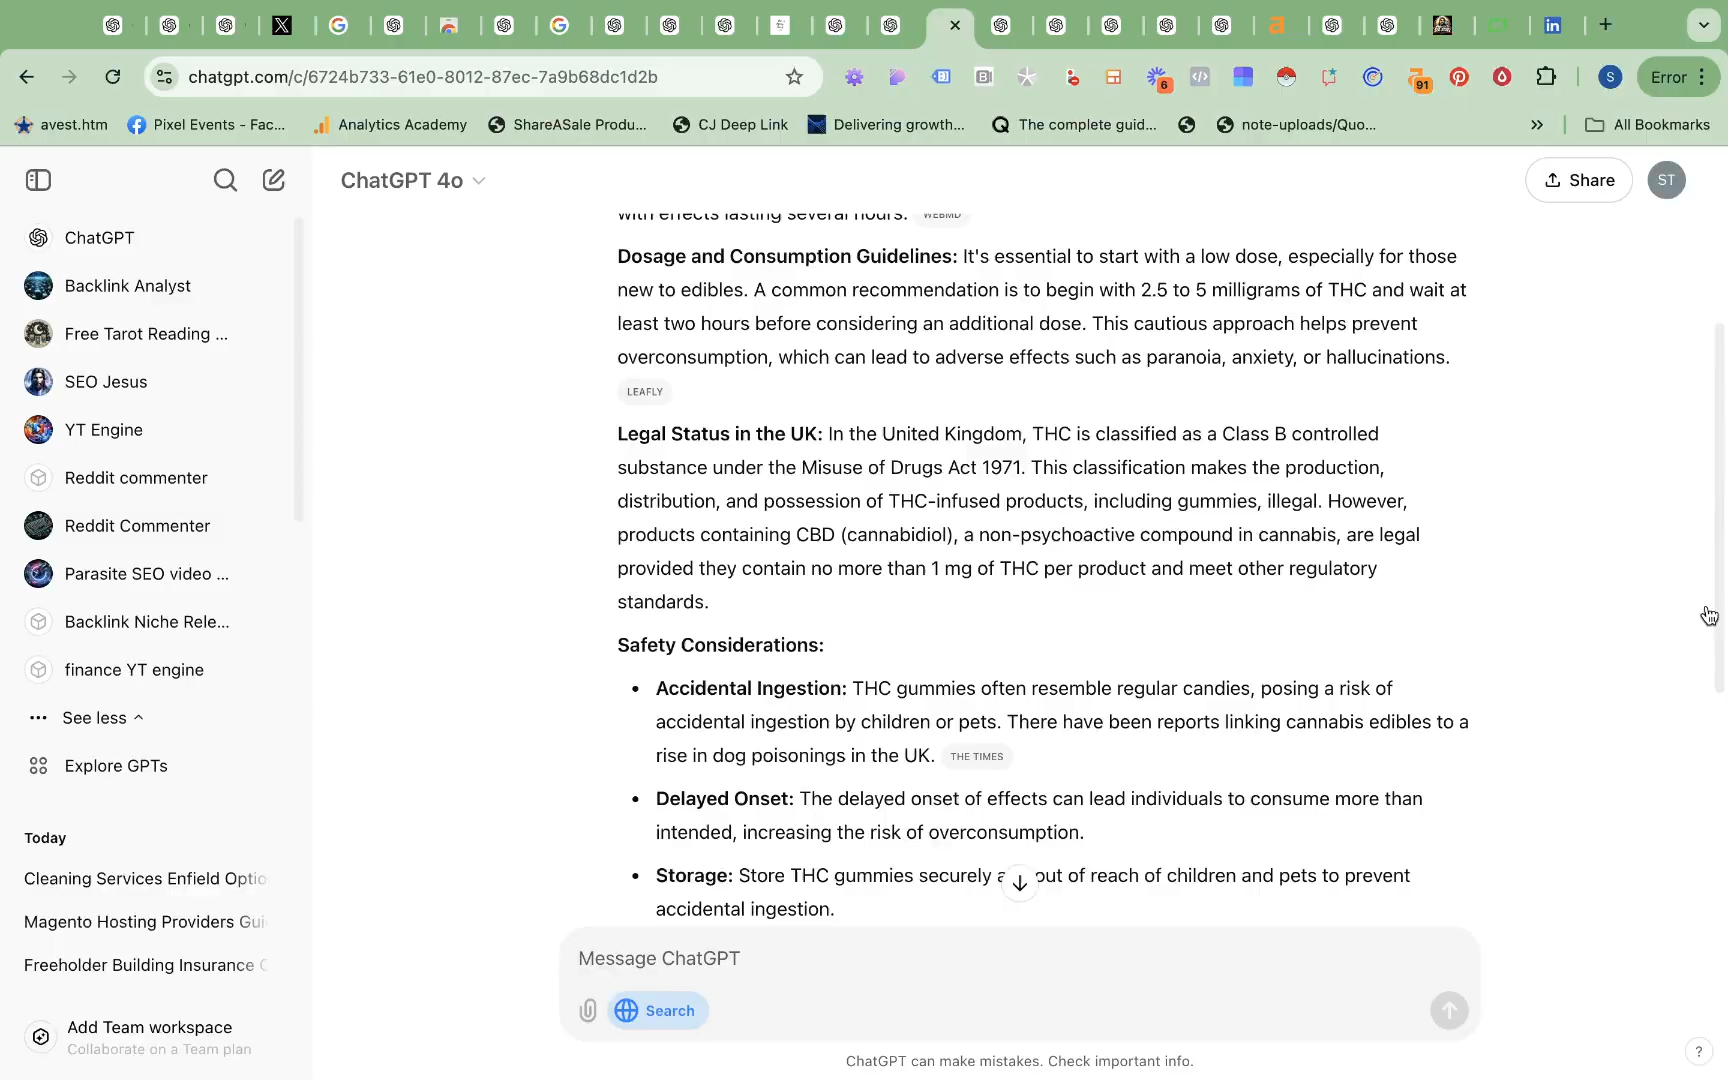 chatgpt.com/c/6724b733-61e0-8012-87ec-7a9b68dc1d2b
6
91
S
Error
avest.htm
Pixel Events - Fac...
Analytics Academy
ShareASale Produ...
CJ Deep Link
Delivering growth...
The complete guid...
note-uploads/Quo...
All Bookmarks
ChatGPT 4o
Share
ST
ChatGPT
Backlink Analyst
Free Tarot Reading ...
SEO Jesus
YT Engine
Reddit commenter
Reddit Commenter
Parasite SEO video ...
Backlink Niche Rele...
finance YT engine
See less
Explore GPTs
Today
Cleaning Services Enfield Optio
Magento Hosting Providers Gui
Freeholder Building Insurance
Add Team workspace
Collaborate on a Team plan
with effects lasting several hours. WEBMD
Dosage and Consumption Guidelines: It's essential to start with a low dose, especially for those
new to edibles. A common recommendation is to begin with 2.5 to 5 milligrams of THC and wait at
least two hours before considering an additional dose. This cautious approach helps prevent
overconsumption, which can lead to adverse effects such as paranoia, anxiety, or hallucinations.
LEAFLY
Legal Status in the UK: In the United Kingdom, THC is classified as a Class B controlled
substance under the Misuse of Drugs Act 1971. This classification makes the production,
distribution, and possession of THC-infused products, including gummies, illegal. However,
products containing CBD (cannabidiol), a non-psychoactive compound in cannabis, are legal
provided they contain no more than 1 mg of THC per product and meet other regulatory
standards.
Safety Considerations:
• Accidental Ingestion: THC gummies often resemble regular candies, posing a risk of
accidental ingestion by children or pets. There have been reports linking cannabis edibles to a
rise in dog poisonings in the UK. THE TIMES
• Delayed Onset: The delayed onset of effects can lead individuals to consume more than
intended, increasing the risk of overconsumption.
• Storage: Store THC gummies securely a out of reach of children and pets to prevent
accidental ingestion.
Message ChatGPT
Search
ChatGPT can make mistakes. Check important info.
?